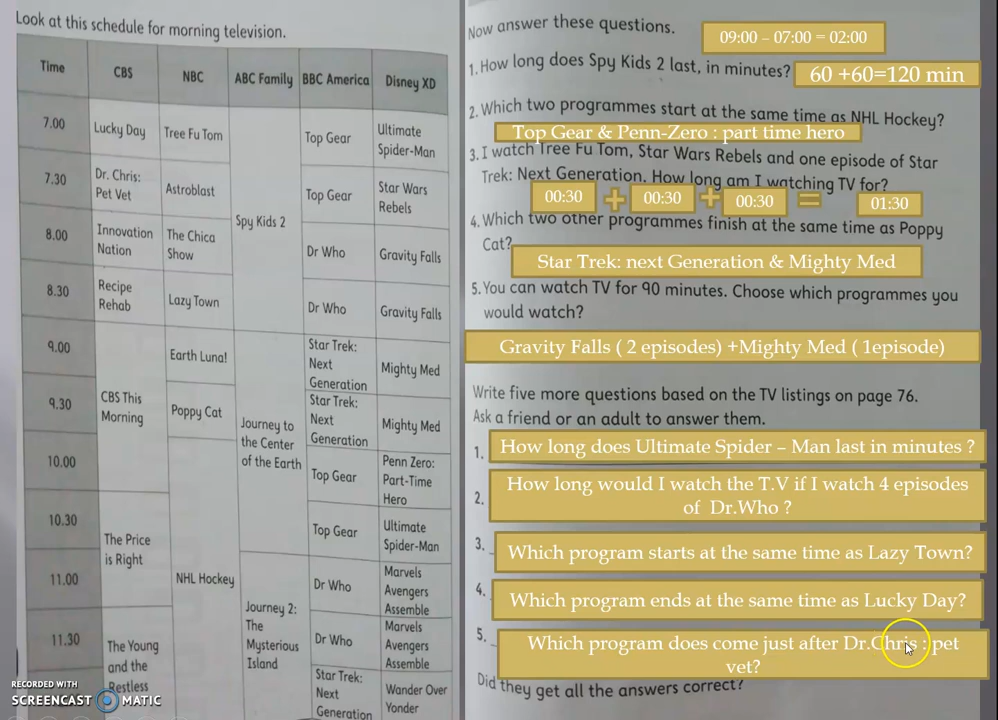 Look at this schedule for morning television.
Time CBS NBC ABC Family BBC America Disney XD
7.00 Lucky Day Tree Fu Tom Top Gear Ultimate
Spider-Man
7.30 Dr. Chris:
Pet Vet Astroblast Top Gear Star Wars
Rebels
Spy Kids 2
8.00 Innovation
Nation The Chica
Show Dr Who Gravity Falls
8.30 Recipe
Rehab Lazy Town Dr Who Gravity Falls
9.00 Earth Luna! Star Trek:
Next
Generation Mighty Med
9.30 CBS This
Morning Poppy Cat Star Trek:
Next
Generation Mighty Med
Journey to
the Center
of the Earth
10.00 Top Gear Penn Zero:
Part-Time
Hero
10.30 The Price
is Right Top Gear Ultimate
Spider-Man
11.00 NHL Hockey Dr Who Marvels
Avengers
Assemble
Journey 2:
The
Mysterious
Island
11.30 The Young
and the
Restless Dr Who Marvels
Avengers
Assemble
Star Trek:
Next
Generation Wander Over
Yonder
RECORDED WITH
SCREENCAST MATIC
Now answer these questions.
09:00 – 07:00 = 02:00
1. How long does Spy Kids 2 last, in minutes?
60 +60=120 min
2. Which two programmes start at the same time as NHL Hockey?
Top Gear & Penn-Zero : part time hero
3. I watch Tree Fu Tom, Star Wars Rebels and one episode of Star
Trek: Next Generation. How long am I watching TV for?
00:30 + 00:30 + 00:30 = 01:30
4. Which two other programmes finish at the same time as Poppy
Cat?
Star Trek: next Generation & Mighty Med
5. You can watch TV for 90 minutes. Choose which programmes you
would watch?
Gravity Falls ( 2 episodes) +Mighty Med ( 1episode)
Write five more questions based on the TV listings on page 76.
Ask a friend or an adult to answer them.
1. How long does Ultimate Spider – Man last in minutes ?
2. How long would I watch the T.V if I watch 4 episodes
of Dr.Who ?
3. Which program starts at the same time as Lazy Town?
4. Which program ends at the same time as Lucky Day?
5. Which program does come just after Dr.Chris : pet
vet?
Did they get all the answers correct?